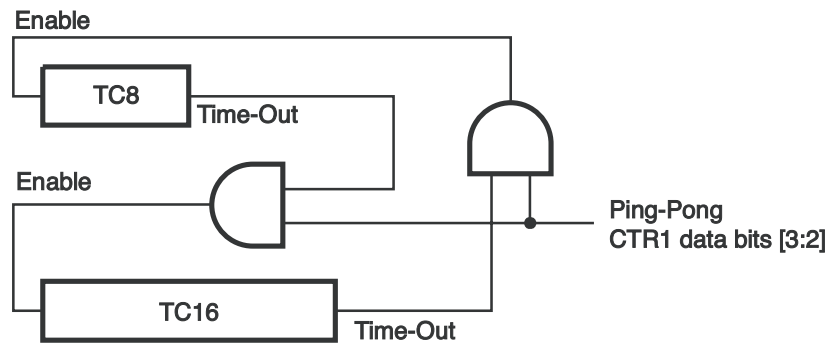 Enable
TC8
Time-Out
Enable
Ping-Pong
CTR1 data bits [3:2]
TC16
Time-Out